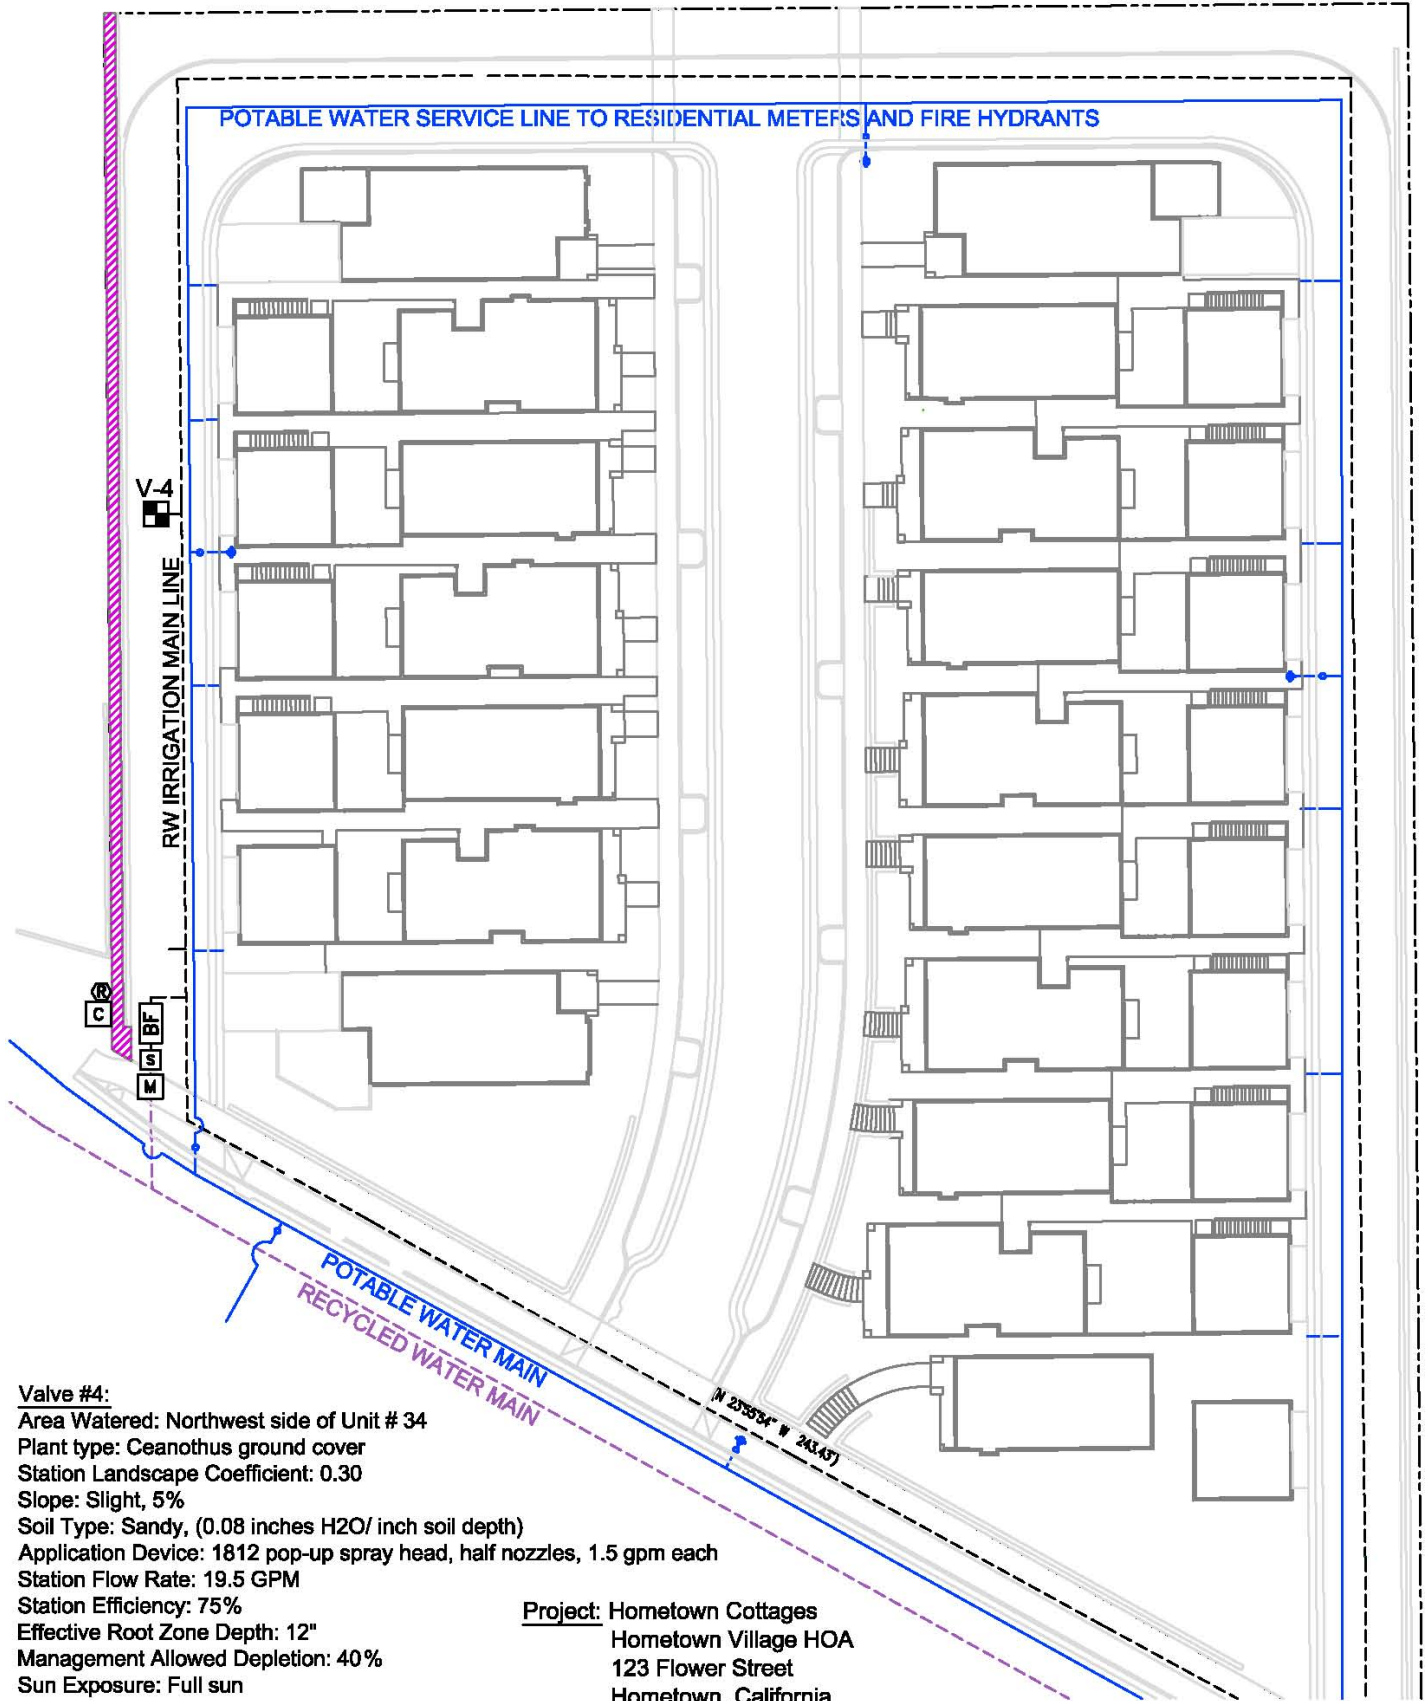 POTABLE WATER SERVICE LINE TO RESIDENTIAL METERS AND FIRE HYDRANTS
V-4
RW IRRIGATION MAIN LINE
R
C
BF
S
M
POTABLE WATER MAIN
RECYCLED WATER MAIN
(N 23°55'54" W 243.43')
Valve #4:
Area Watered: Northwest side of Unit # 34
Plant type: Ceanothus ground cover
Station Landscape Coefficient: 0.30
Slope: Slight, 5%
Soil Type: Sandy, (0.08 inches H2O/ inch soil depth)
Application Device: 1812 pop-up spray head, half nozzles, 1.5 gpm each
Station Flow Rate: 19.5 GPM
Station Efficiency: 75%
Effective Root Zone Depth: 12"
Management Allowed Depletion: 40%
Sun Exposure: Full sun
Project: Hometown Cottages
Hometown Village HOA
123 Flower Street
Hometown, California